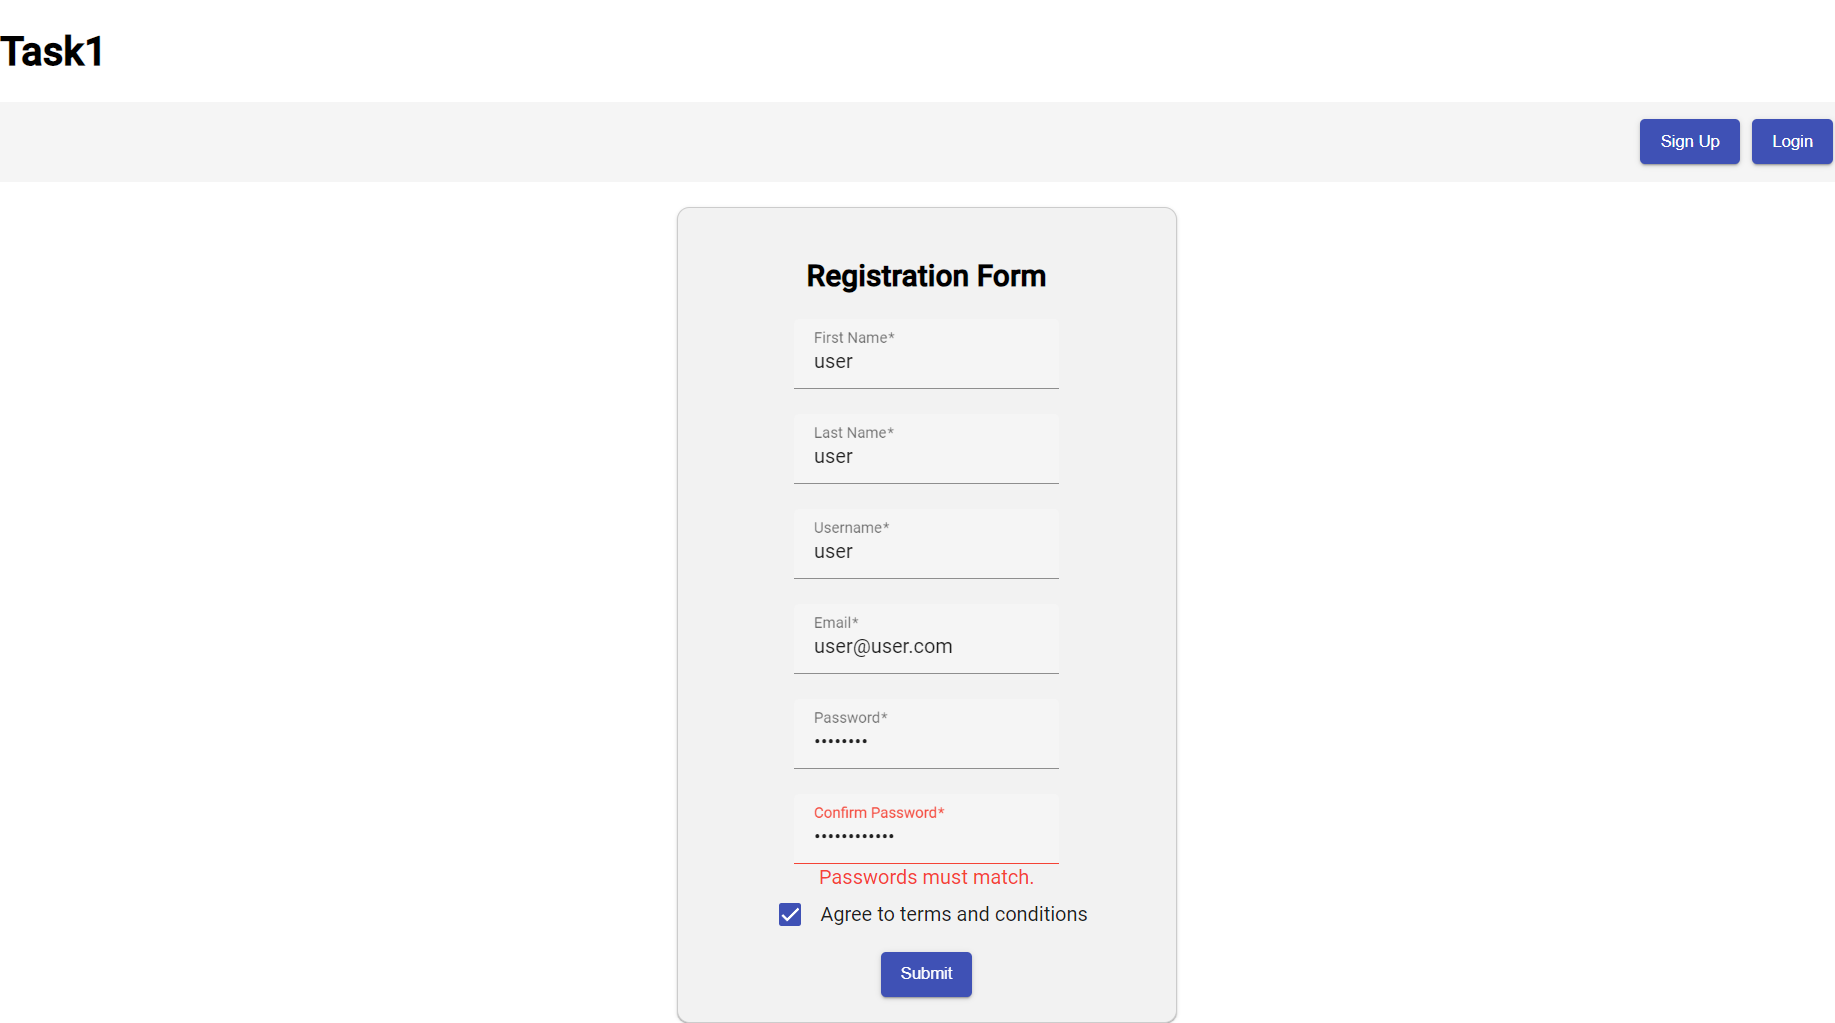 Task1
Sign Up Login
Registration Form
First Name*
user
Last Name*
user
Username*
user
Email*
user@user.com
Password*
••••••••
Confirm Password*
••••••••••••
Passwords must match.
Agree to terms and conditions
Submit